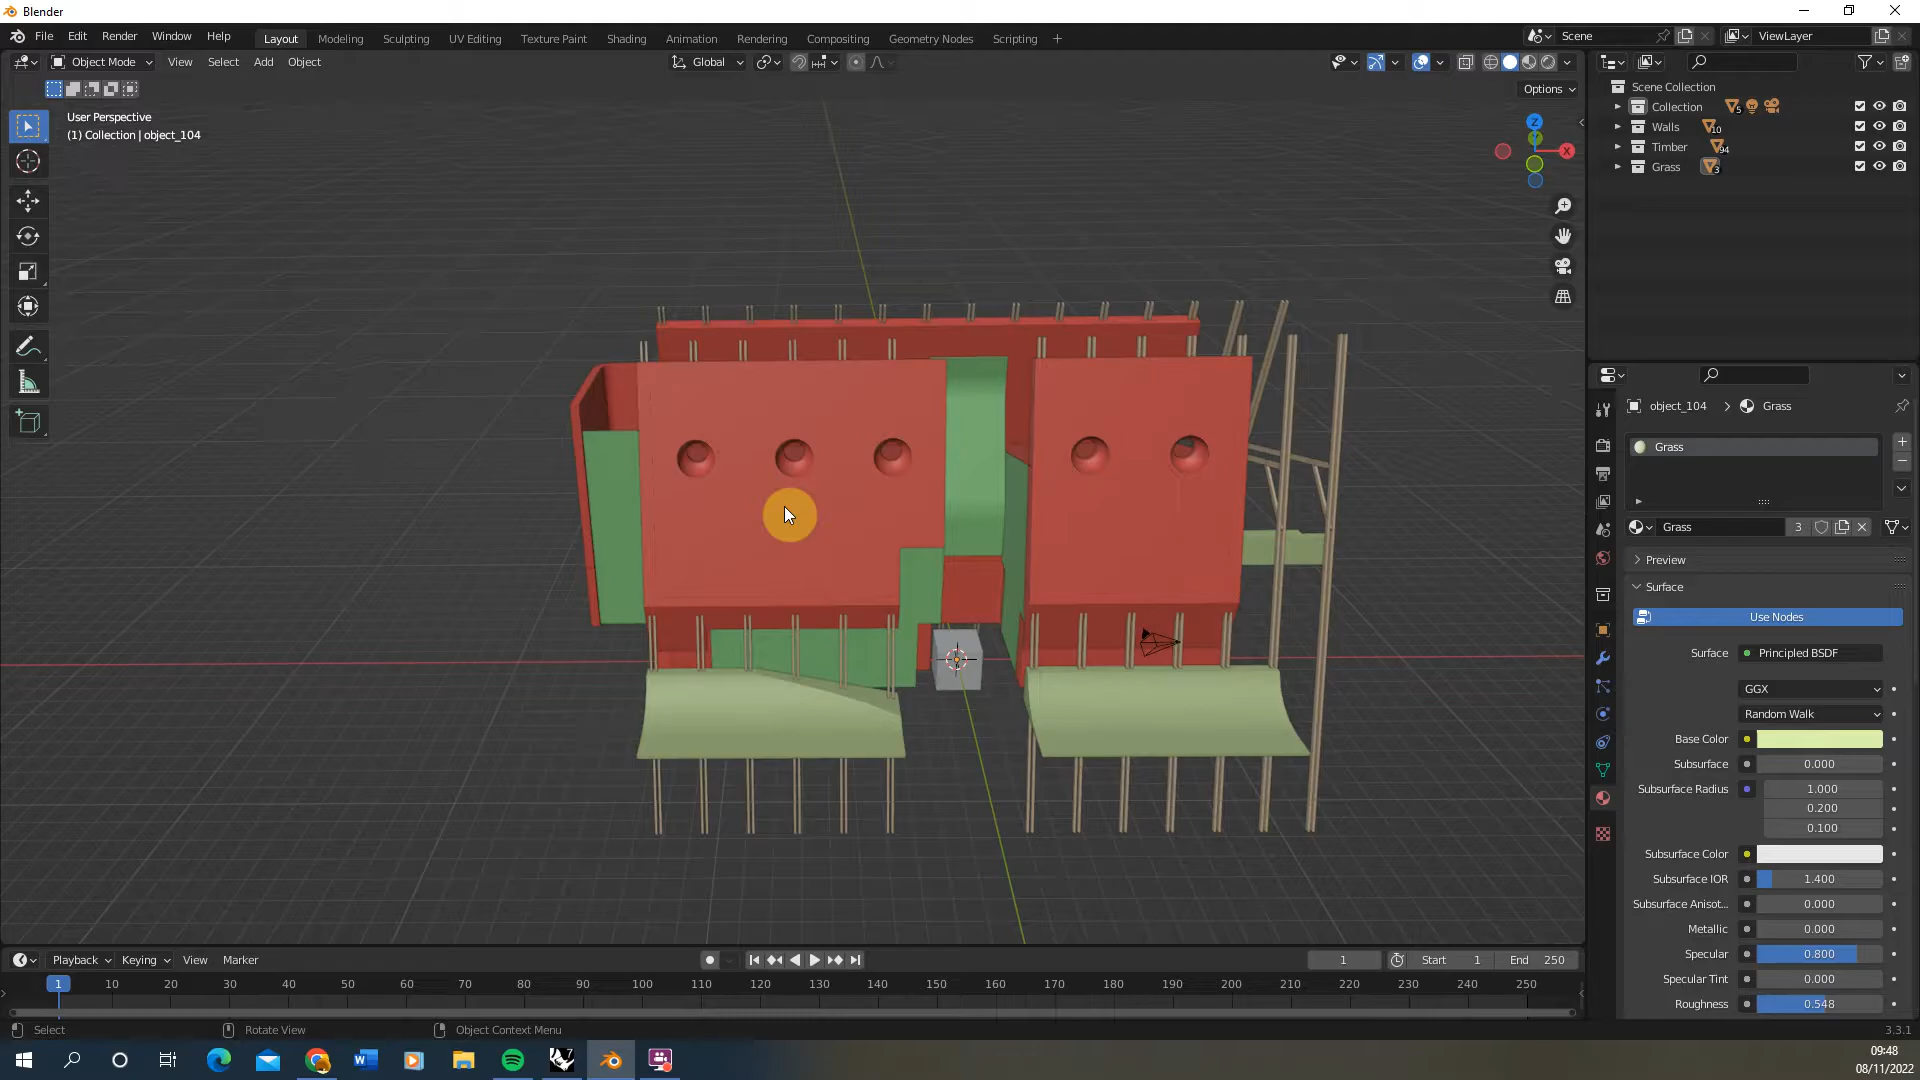 Blender
File Edit Render Window Help
Layout Modeling Sculpting UV Editing Texture Paint Shading Animation Rendering Compositing Geometry Nodes Scripting +
Scene
ViewLayer
Object Mode View Select Add Object
Global
Options
User Perspective
(1) Collection | object_104
Z
X
Scene Collection
Collection 5
Walls 10
Timber 94
Grass 3
object_104 > Grass
Grass
Grass 3
Preview
Surface
Use Nodes
Surface Principled BSDF
GGX
Random Walk
Base Color
Subsurface 0.000
Subsurface Radius 1.000
0.200
0.100
Subsurface Color
Subsurface IOR 1.400
Subsurface Anisot... 0.000
Metallic 0.000
Specular 0.800
Specular Tint 0.000
Roughness 0.548
Playback Keying View Marker
1 Start 1 End 250
1 10 20 30 40 50 60 70 80 90 100 110 120 130 140 150 160 170 180 190 200 210 220 230 240 250
Select Rotate View Object Context Menu
3.3.1
09:48
08/11/2022